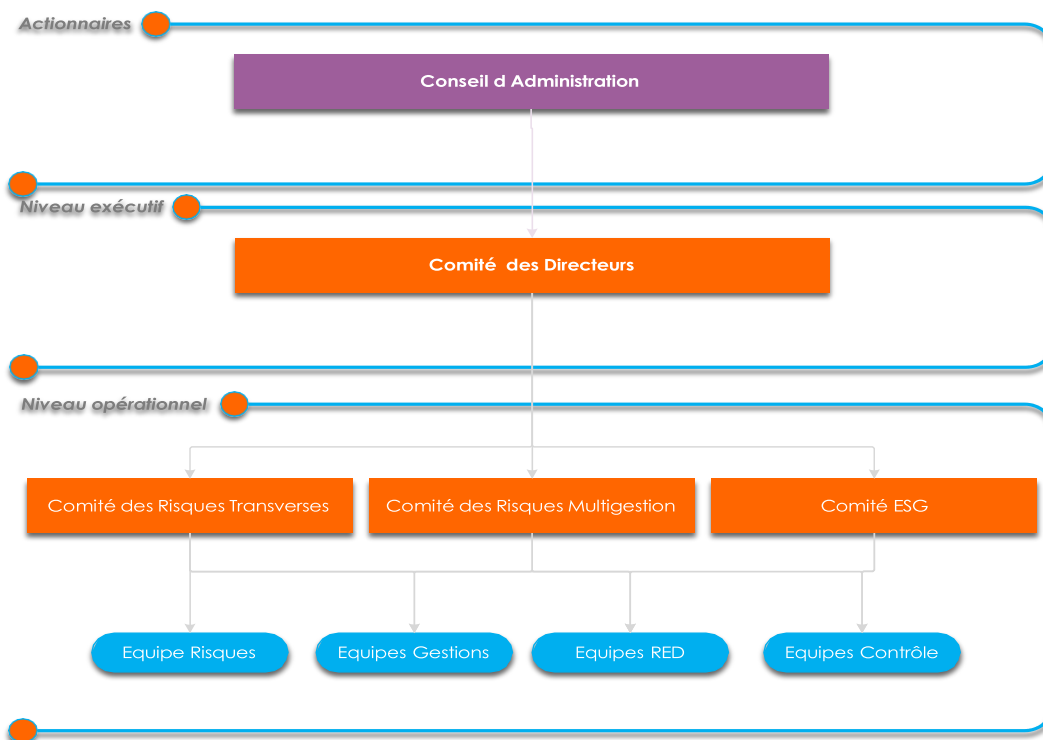 Actionnaires
Conseil d Administration
Niveau exécutif
Comité des Directeurs
Niveau opérationnel
Comité des Risques Transverses
Comité des Risques Multigestion
Comité ESG
Equipe Risques
Equipes Gestions
Equipes RED
Equipes Contrôle